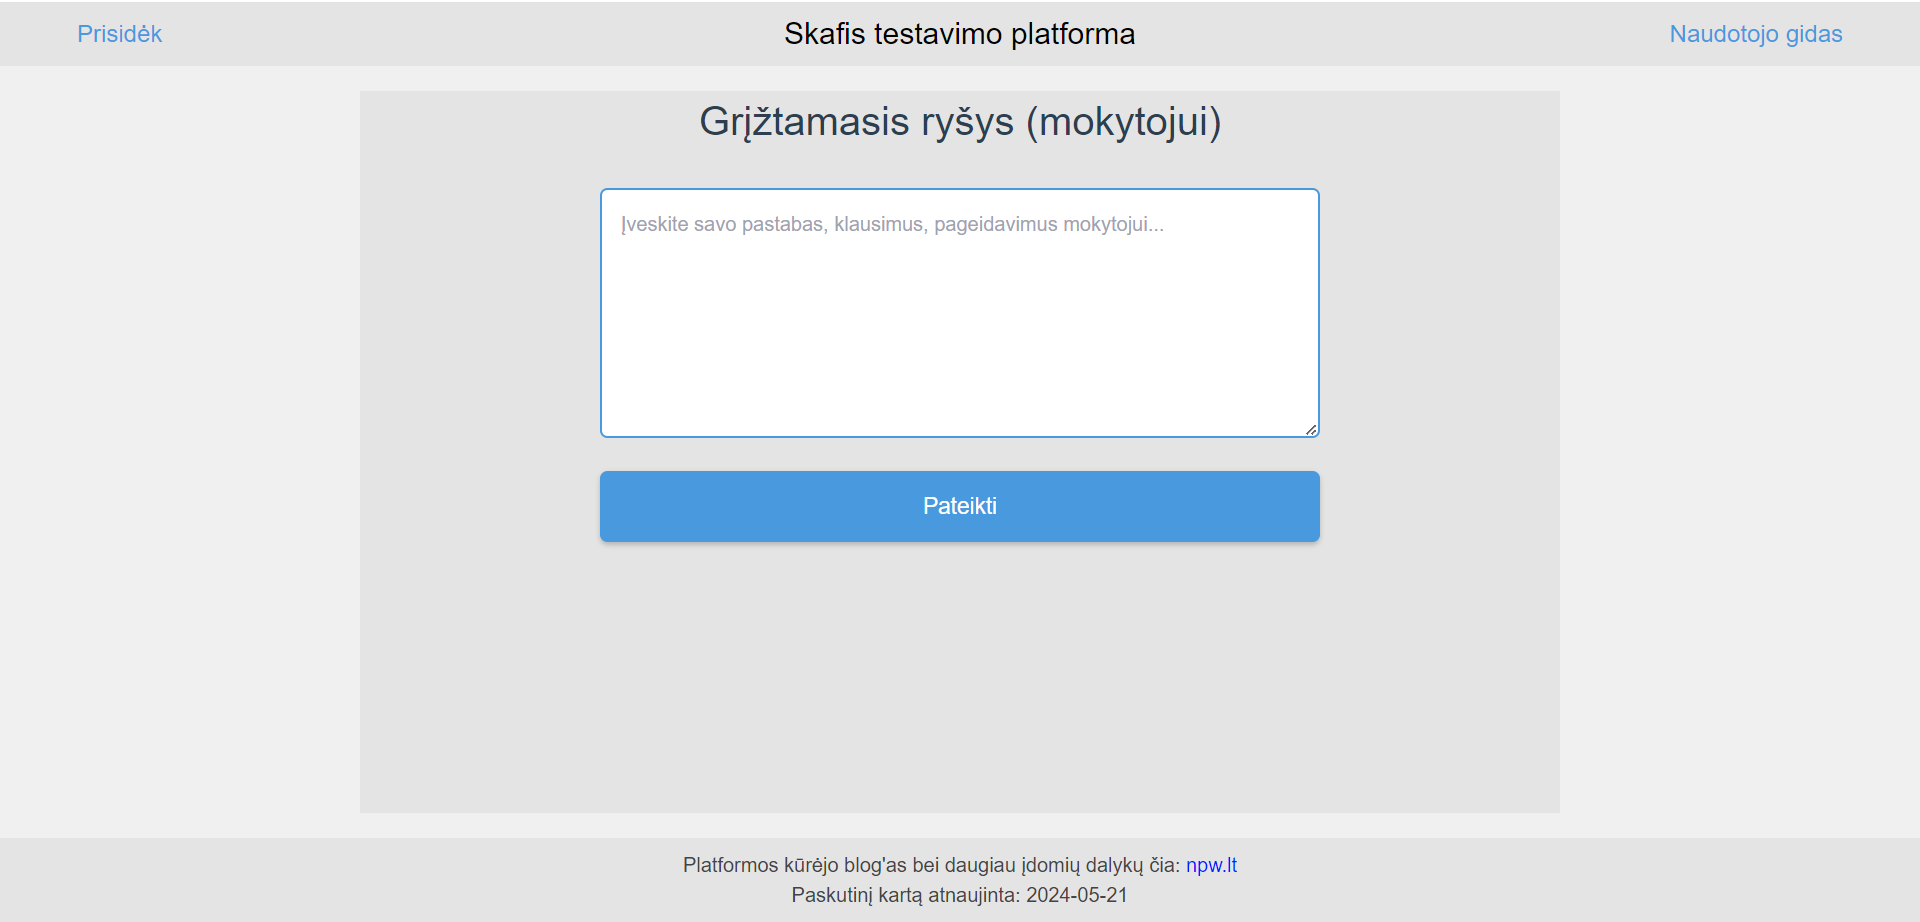 Prisidėk
Skafis testavimo platforma
Naudotojo gidas
Grįžtamasis ryšys (mokytojui)
Įveskite savo pastabas, klausimus, pageidavimus mokytojui...
Pateikti
Platformos kūrėjo blog'as bei daugiau įdomių dalykų čia: npw.lt
Paskutinį kartą atnaujinta: 2024-05-21